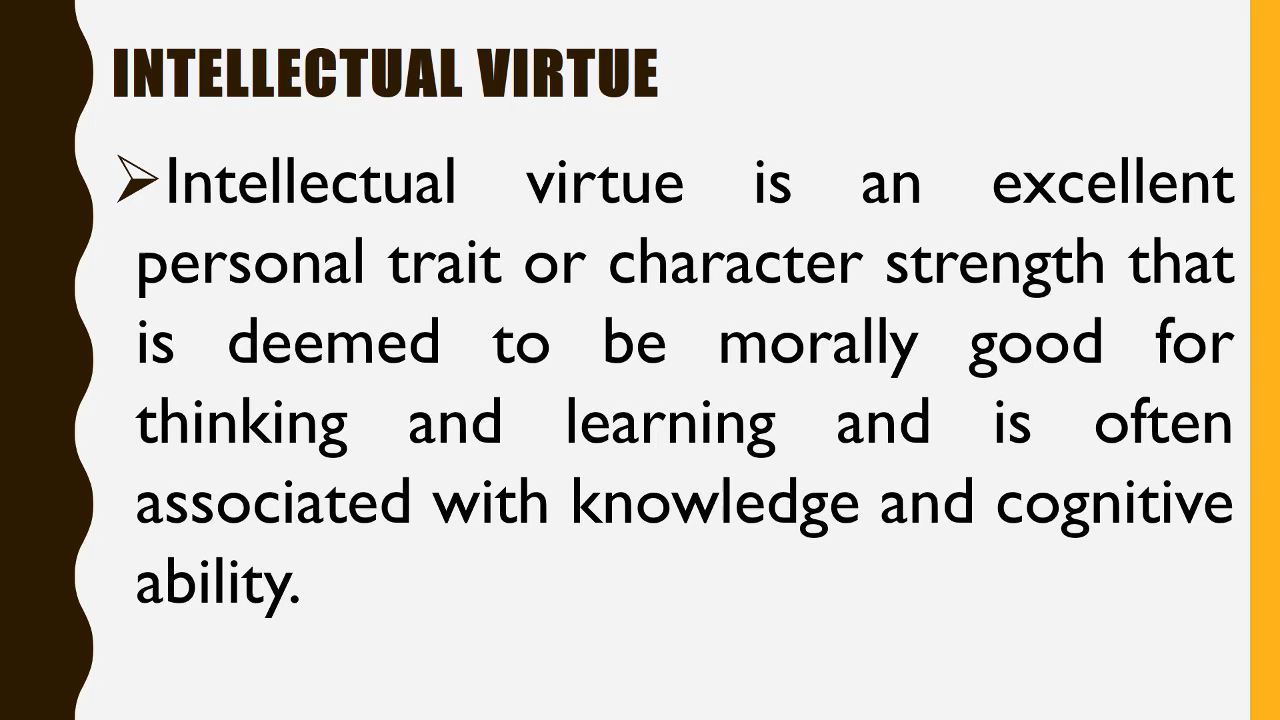 INTELLECTUAL VIRTUE
➢Intellectual virtue is an excellent
personal trait or character strength that
is deemed to be morally good for
thinking and learning and is often
associated with knowledge and cognitive
ability.